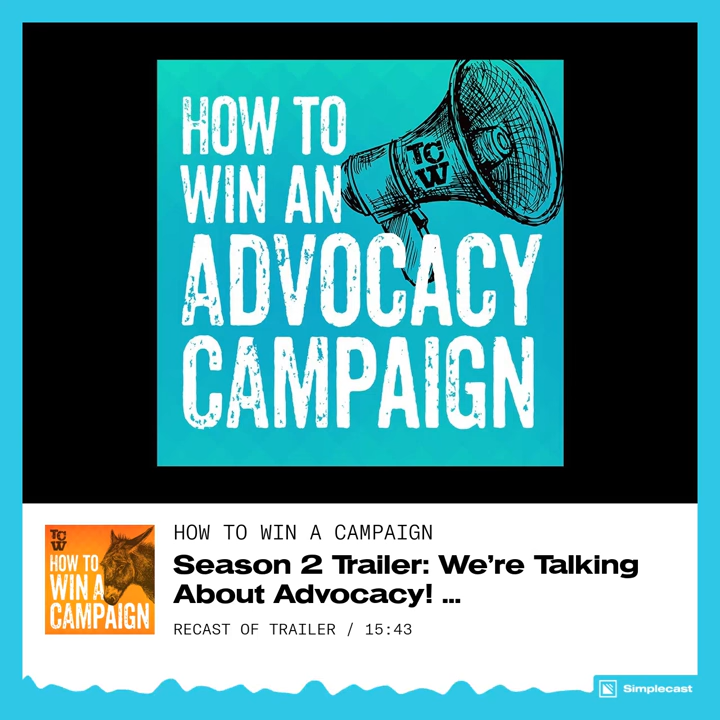 HOW TO
WIN AN
ADVOCACY
CAMPAIGN
TCW
TCW
HOW TO
WIN A
CAMPAIGN
HOW TO WIN A CAMPAIGN
Season 2 Trailer: We’re Talking
About Advocacy! ...
RECAST OF TRAILER / 15:43
Simplecast